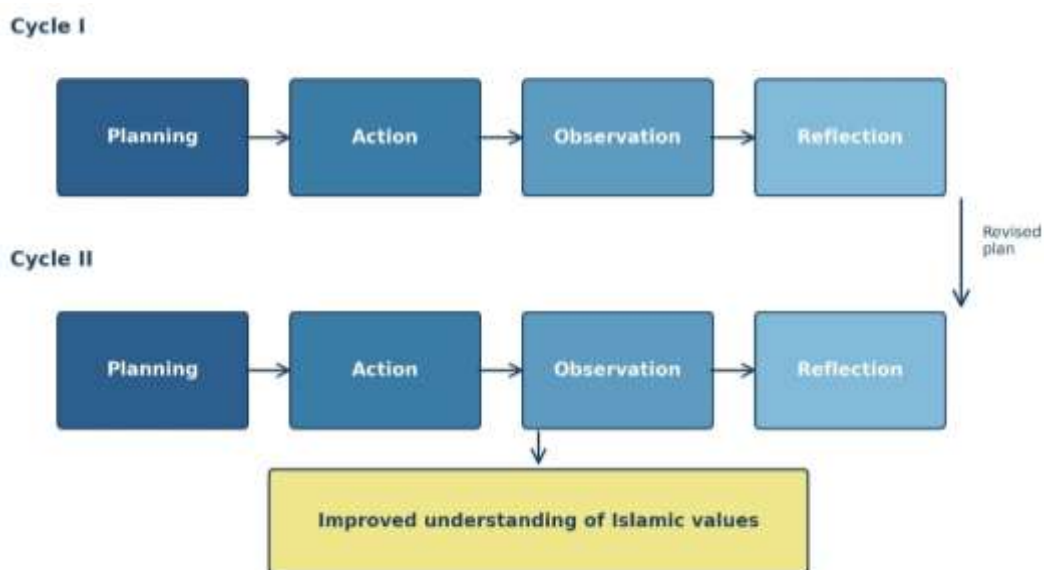 Cycle I
Planning
Action
Observation
Reflection
Revised
plan
Cycle II
Planning
Action
Observation
Reflection
Improved understanding of Islamic values